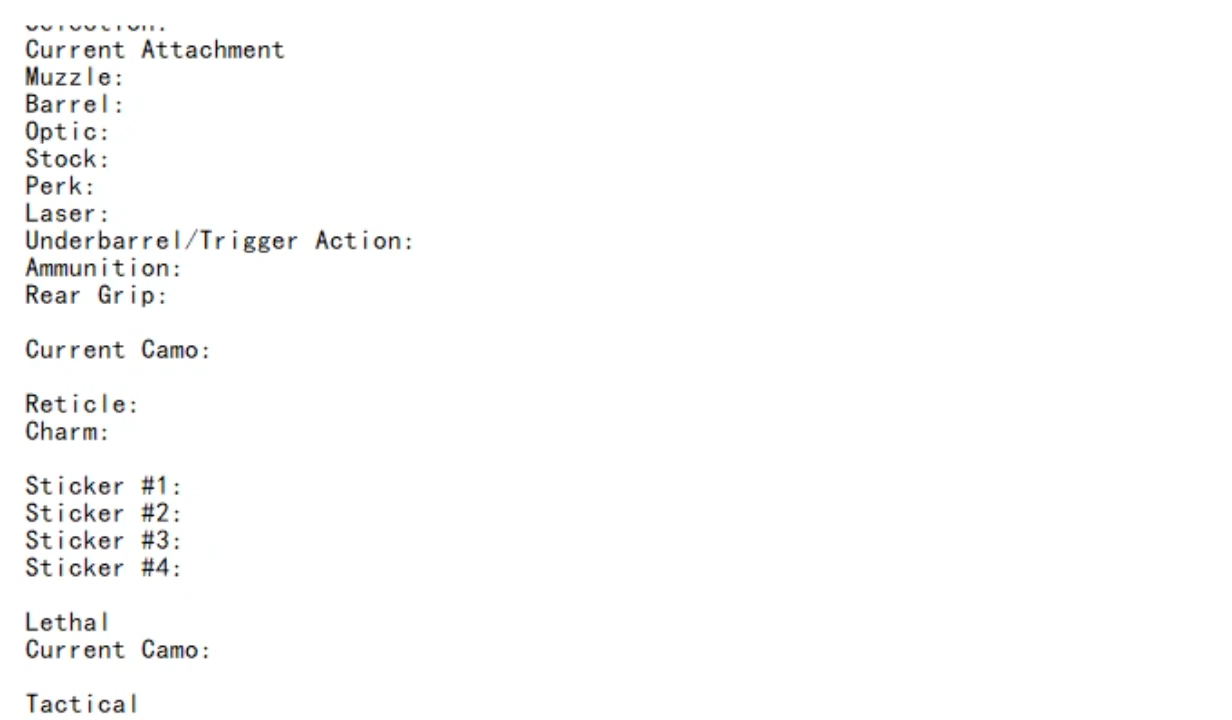 Selection:
Current Attachment
Muzzle:
Barrel:
Optic:
Stock:
Perk:
Laser:
Underbarrel/Trigger Action:
Ammunition:
Rear Grip:
Current Camo:
Reticle:
Charm:
Sticker #1:
Sticker #2:
Sticker #3:
Sticker #4:
Lethal
Current Camo:
Tactical